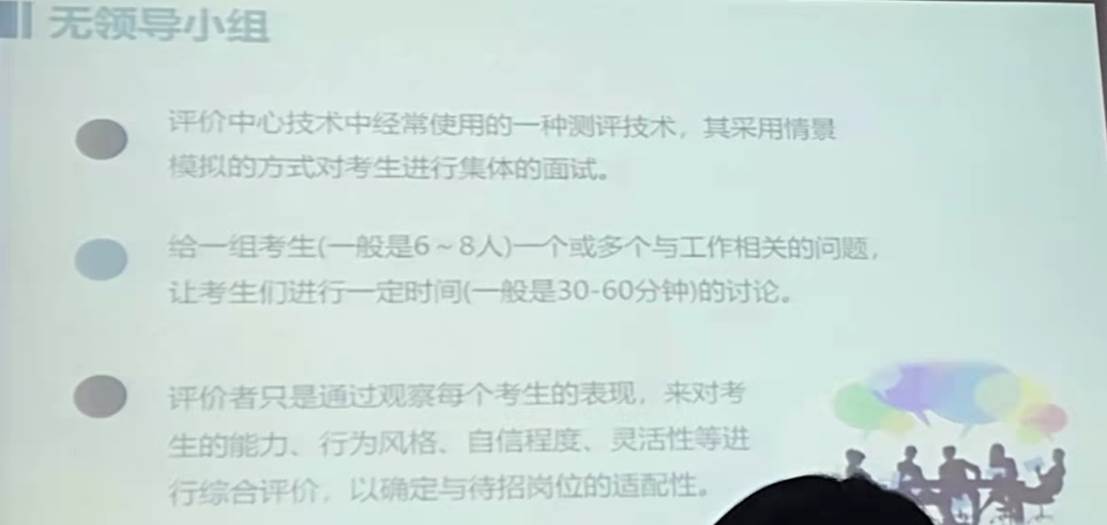 无领导小组
评价中心技术中经常使用的一种测评技术，其采用情景
模拟的方式对考生进行集体的面试。
给一组考生(一般是6~8人)一个或多个与工作相关的问题，
让考生们进行一定时间(一般是30-60分钟)的讨论。
评价者只是通过观察每个考生的表现，来对考
生的能力、行为风格、自信程度、灵活性等进
行综合评价，以确定与待招岗位的适配性。